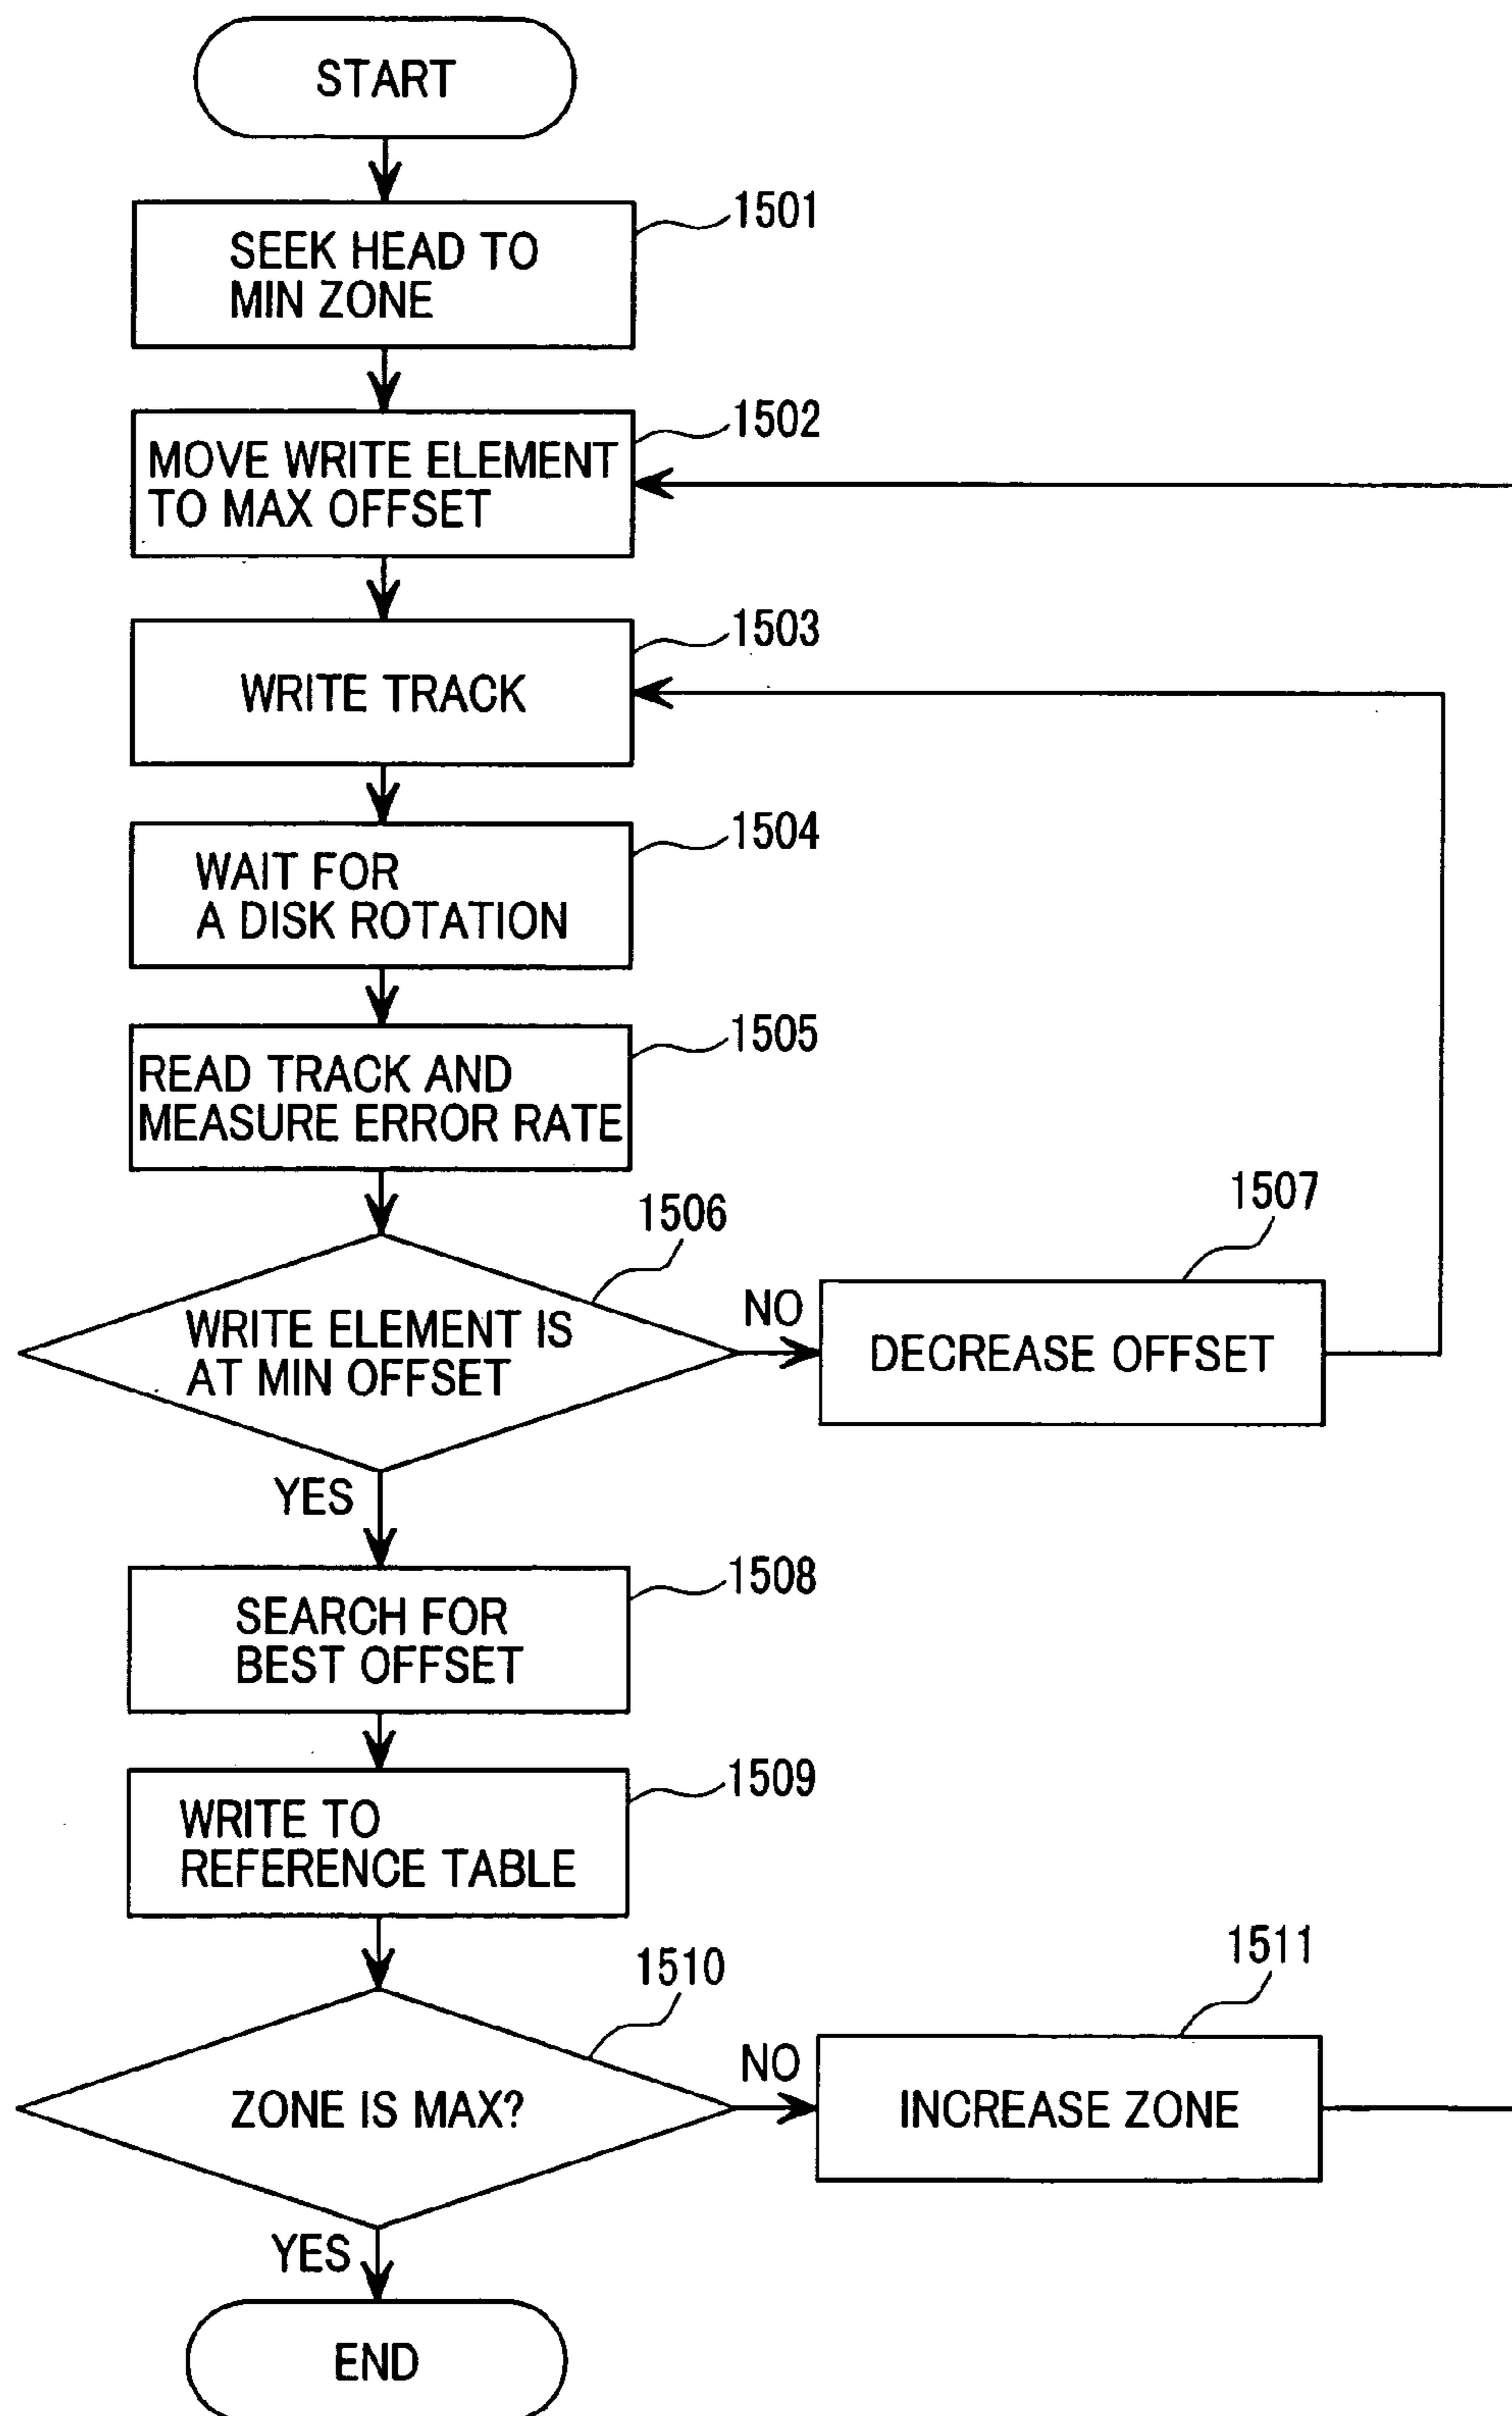 START
1501
SEEK HEAD TO
MIN ZONE
1502
MOVE WRITE ELEMENT
TO MAX OFFSET
1503
WRITE TRACK
1504
WAIT FOR
A DISK ROTATION
1505
READ TRACK AND
MEASURE ERROR RATE
1506
WRITE ELEMENT IS
AT MIN OFFSET
NO
1507
DECREASE OFFSET
YES
1508
SEARCH FOR
BEST OFFSET
1509
WRITE TO
REFERENCE TABLE
1510
ZONE IS MAX?
NO
1511
INCREASE ZONE
YES
END